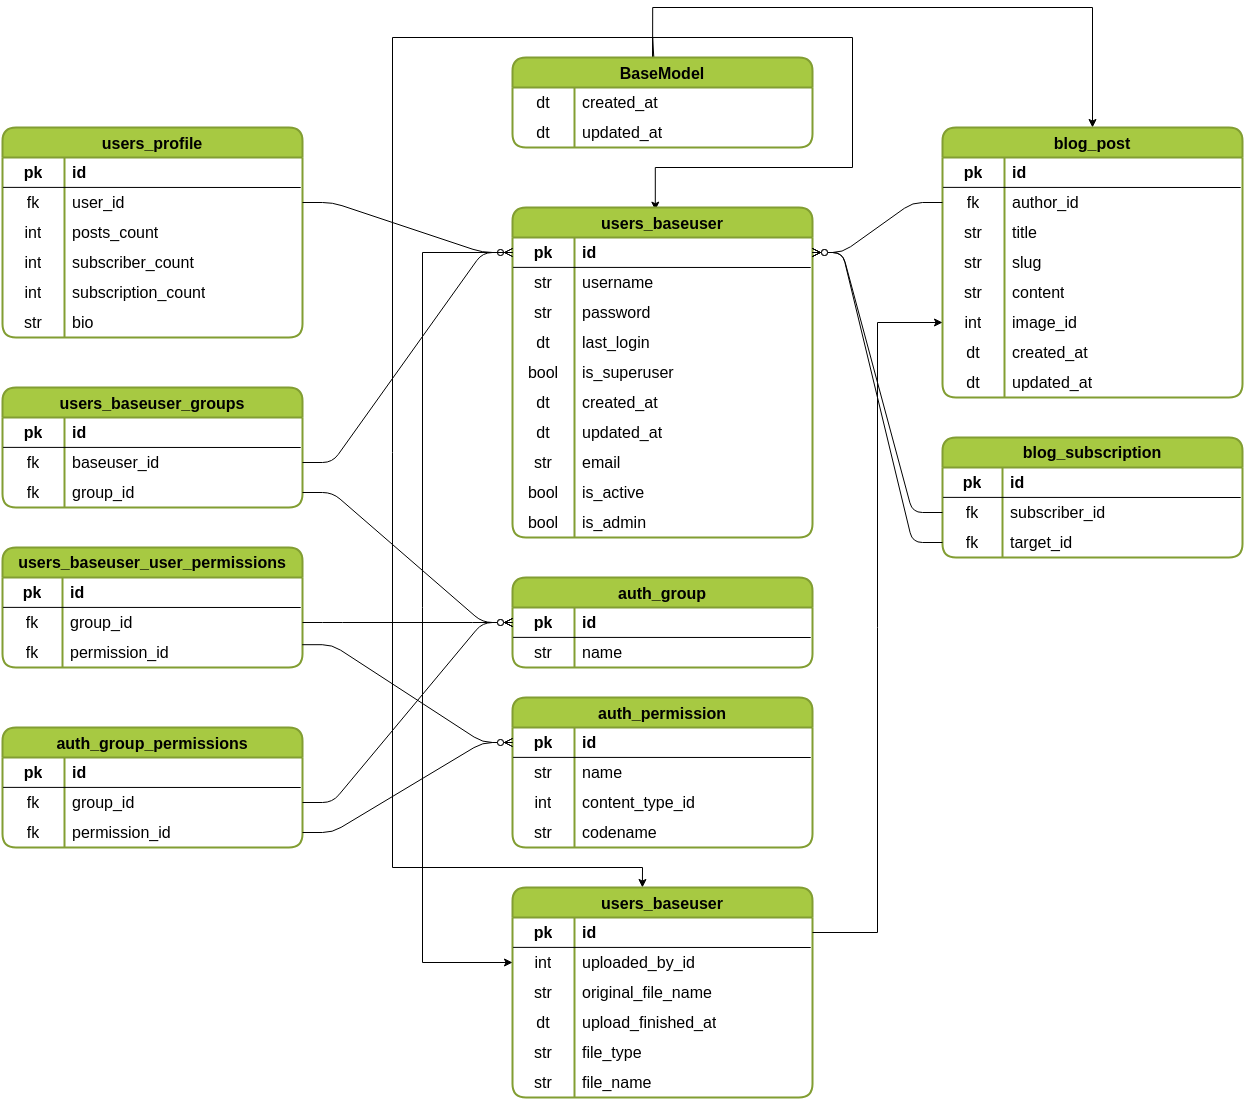 BaseModel
dt created_at
dt updated_at
users_profile
pk id
fk user_id
int posts_count
int subscriber_count
int subscription_count
str bio
users_baseuser_groups
pk id
fk baseuser_id
fk group_id
users_baseuser_user_permissions
pk id
fk group_id
fk permission_id
auth_group_permissions
pk id
fk group_id
fk permission_id
users_baseuser
pk id
str username
str password
dt last_login
bool is_superuser
dt created_at
dt updated_at
str email
bool is_active
bool is_admin
auth_group
pk id
str name
auth_permission
pk id
str name
int content_type_id
str codename
users_baseuser
pk id
int uploaded_by_id
str original_file_name
dt upload_finished_at
str file_type
str file_name
blog_post
pk id
fk author_id
str title
str slug
str content
int image_id
dt created_at
dt updated_at
blog_subscription
pk id
fk subscriber_id
fk target_id